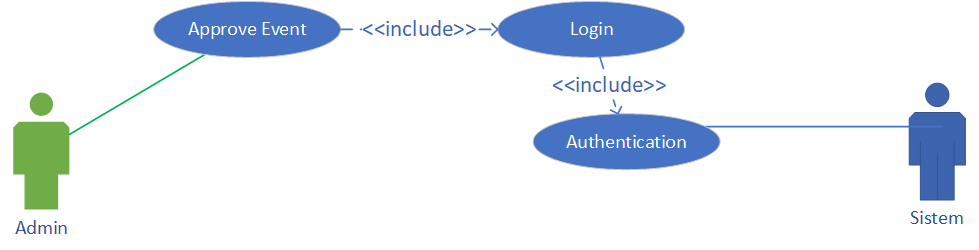 Approve Event
<<include>>
Login
<<include>>
Authentication
Admin
Sistem